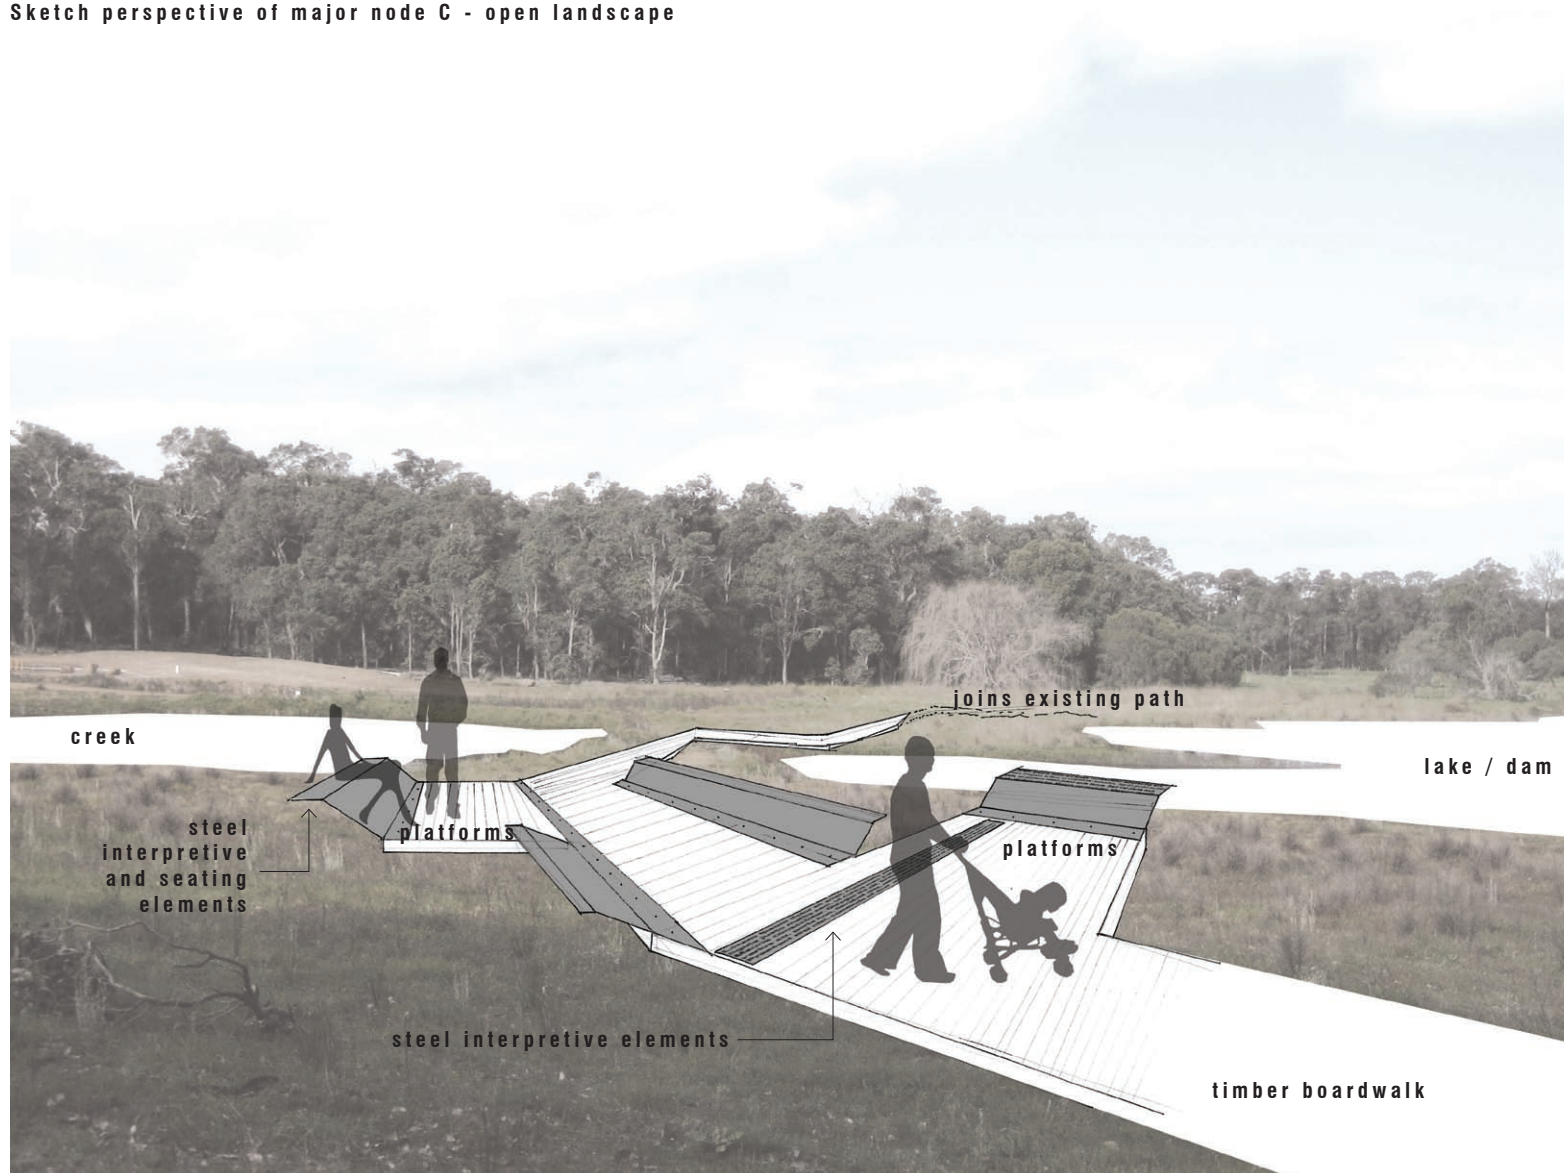 Sketch perspective of major node C - open landscape
joins existing path
creek
lake / dam
steel
interpretive
and seating
elements
platforms
platforms
steel interpretive elements
timber boardwalk